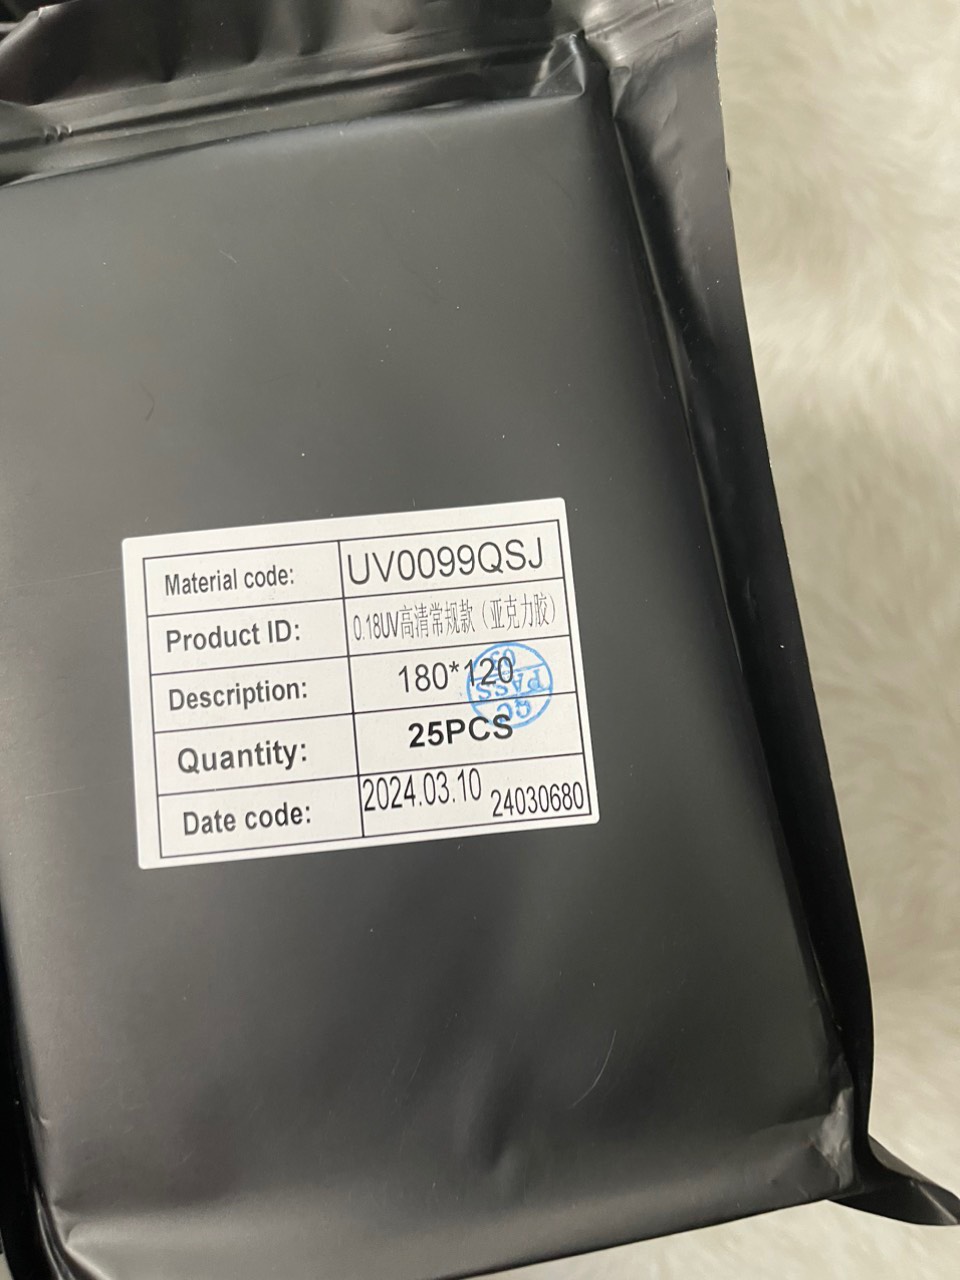 Material code: UV0099QSJ
Product ID: 0.18UV高清常规款（亚克力胶）
Description: 180*120
Quantity: 25PCS
Date code: 2024.03.10 24030680
QC
PASS
03